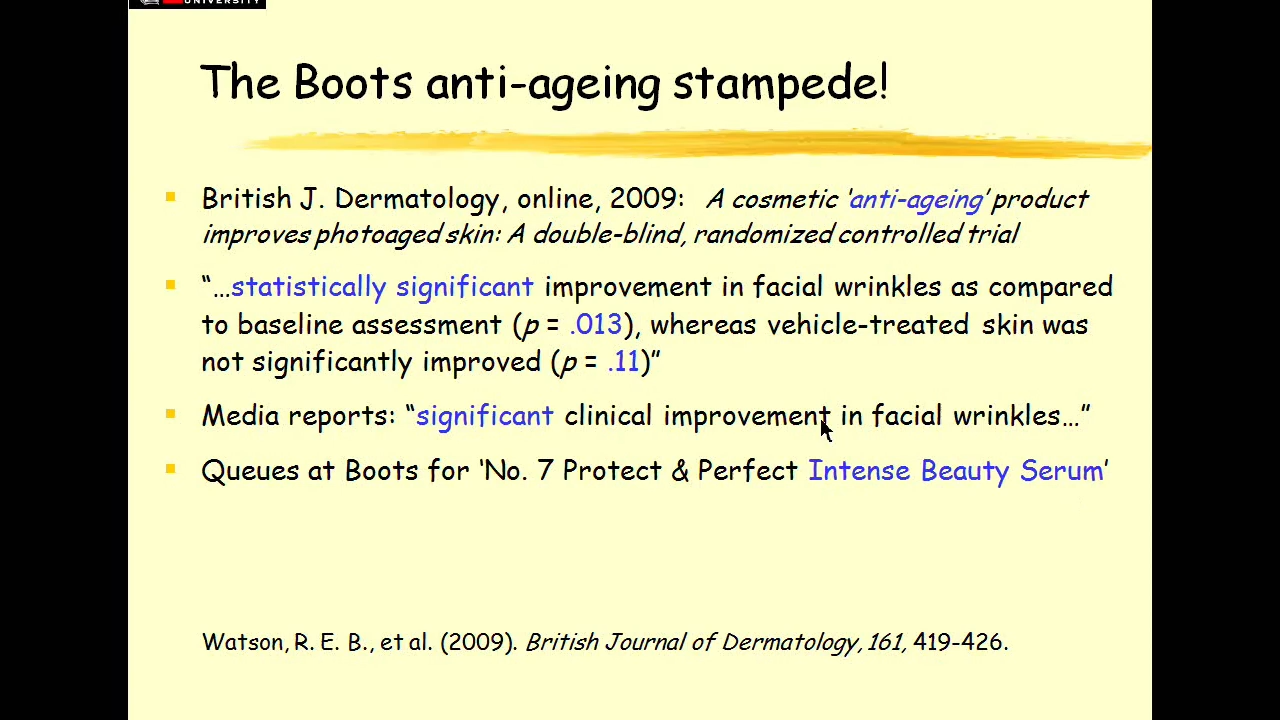 UNIVERSITY
The Boots anti-ageing stampede!
British J. Dermatology, online, 2009: A cosmetic 'anti-ageing' product
improves photoaged skin: A double-blind, randomized controlled trial
"…statistically significant improvement in facial wrinkles as compared
to baseline assessment (p = .013), whereas vehicle-treated skin was
not significantly improved (p = .11)"
Media reports: "significant clinical improvement in facial wrinkles…"
Queues at Boots for 'No. 7 Protect & Perfect Intense Beauty Serum'
Watson, R. E. B., et al. (2009). British Journal of Dermatology, 161, 419-426.